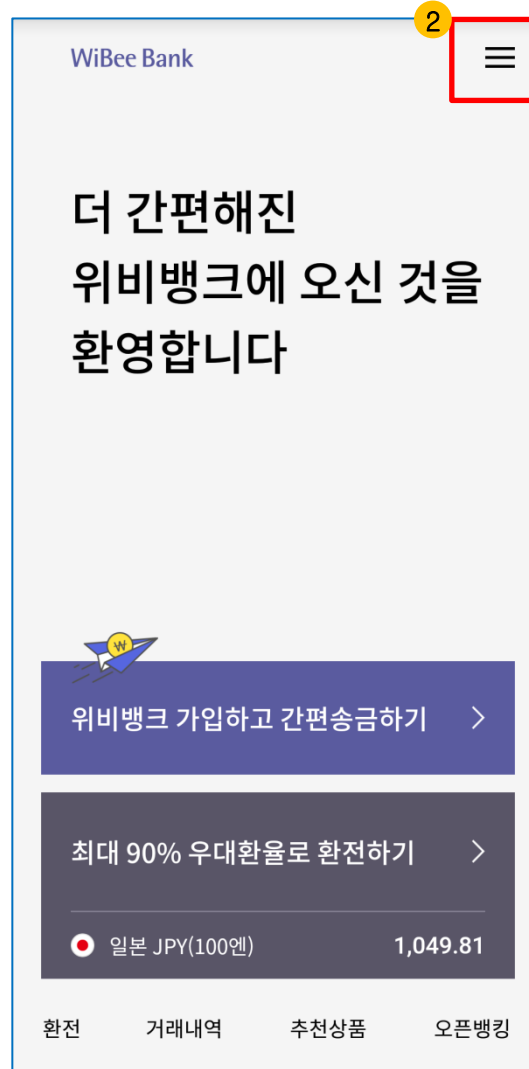 2
WiBee Bank
더 간편해진
위비뱅크에 오신 것을
환영합니다
₩
위비뱅크 가입하고 간편송금하기
최대 90% 우대환율로 환전하기
일본 JPY(100엔) 1,049.81
환전 거래내역 추천상품 오픈뱅킹